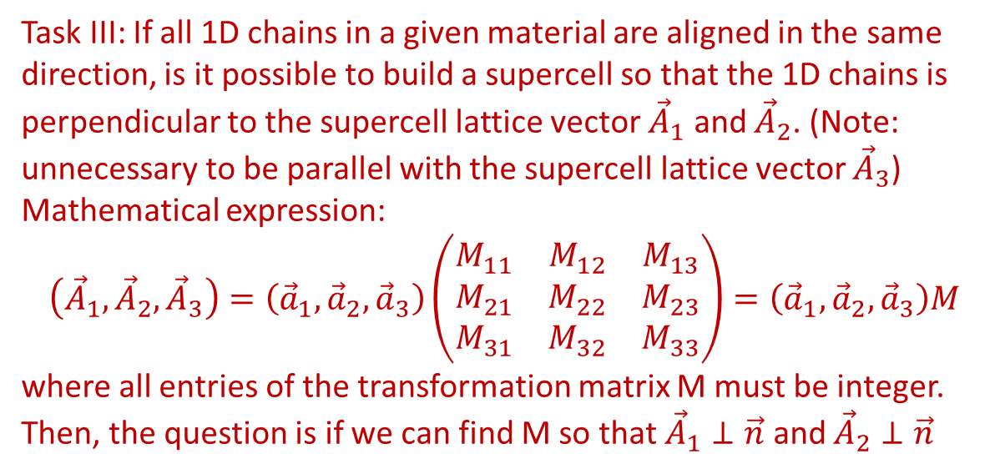 Task III: If all 1D chains in a given material are aligned in the same
direction, is it possible to build a supercell so that the 1D chains is
perpendicular to the supercell lattice vector $\vec{A}_1$ and $\vec{A}_2$. (Note:
unnecessary to be parallel with the supercell lattice vector $\vec{A}_3$)
Mathematical expression:
$(\vec{A}_1, \vec{A}_2, \vec{A}_3) = (\vec{a}_1, \vec{a}_2, \vec{a}_3) \begin{pmatrix} M_{11} & M_{12} & M_{13} \\ M_{21} & M_{22} & M_{23} \\ M_{31} & M_{32} & M_{33} \end{pmatrix} = (\vec{a}_1, \vec{a}_2, \vec{a}_3)M$
where all entries of the transformation matrix M must be integer.
Then, the question is if we can find M so that $\vec{A}_1 \perp \vec{n}$ and $\vec{A}_2 \perp \vec{n}$